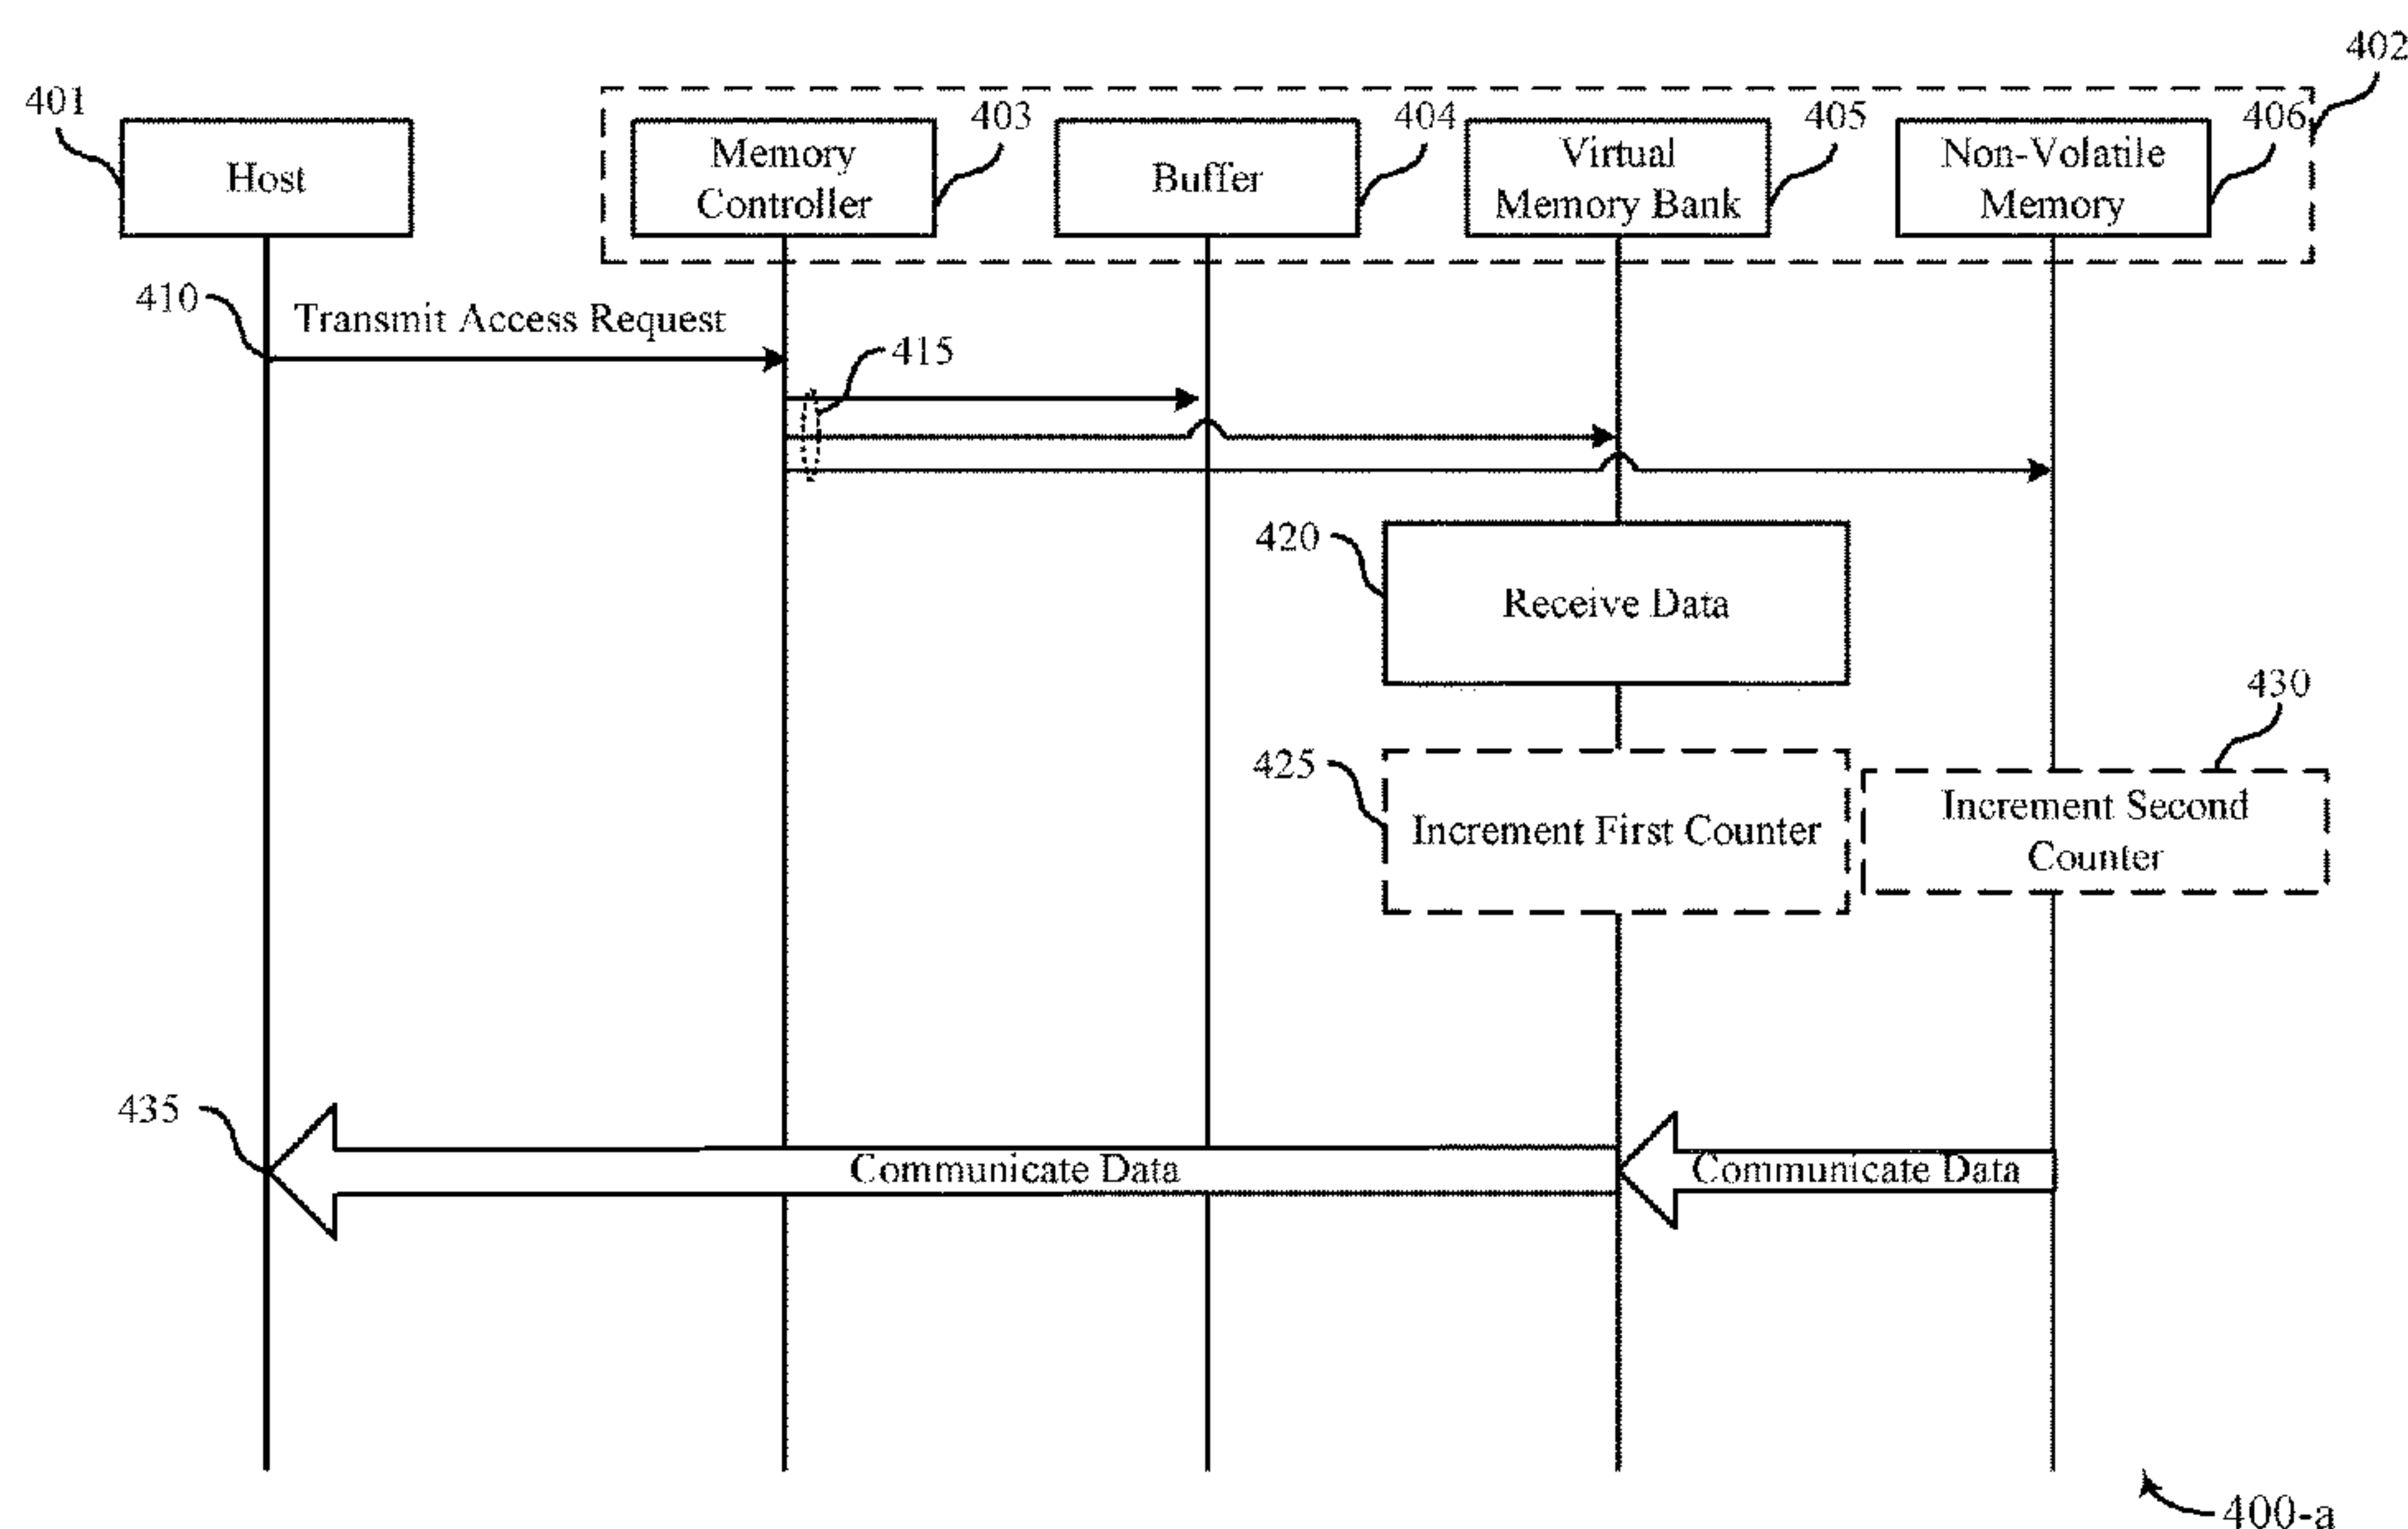 402
401
403
404
405
406
Host
Memory
Controller
Buffer
Virtual
Memory Bank
Non-Volatile
Memory
410
Transmit Access Request
415
420
Receive Data
430
425
Increment First Counter
Increment Second
Counter
435
Communicate Data
Communicate Data
400-a